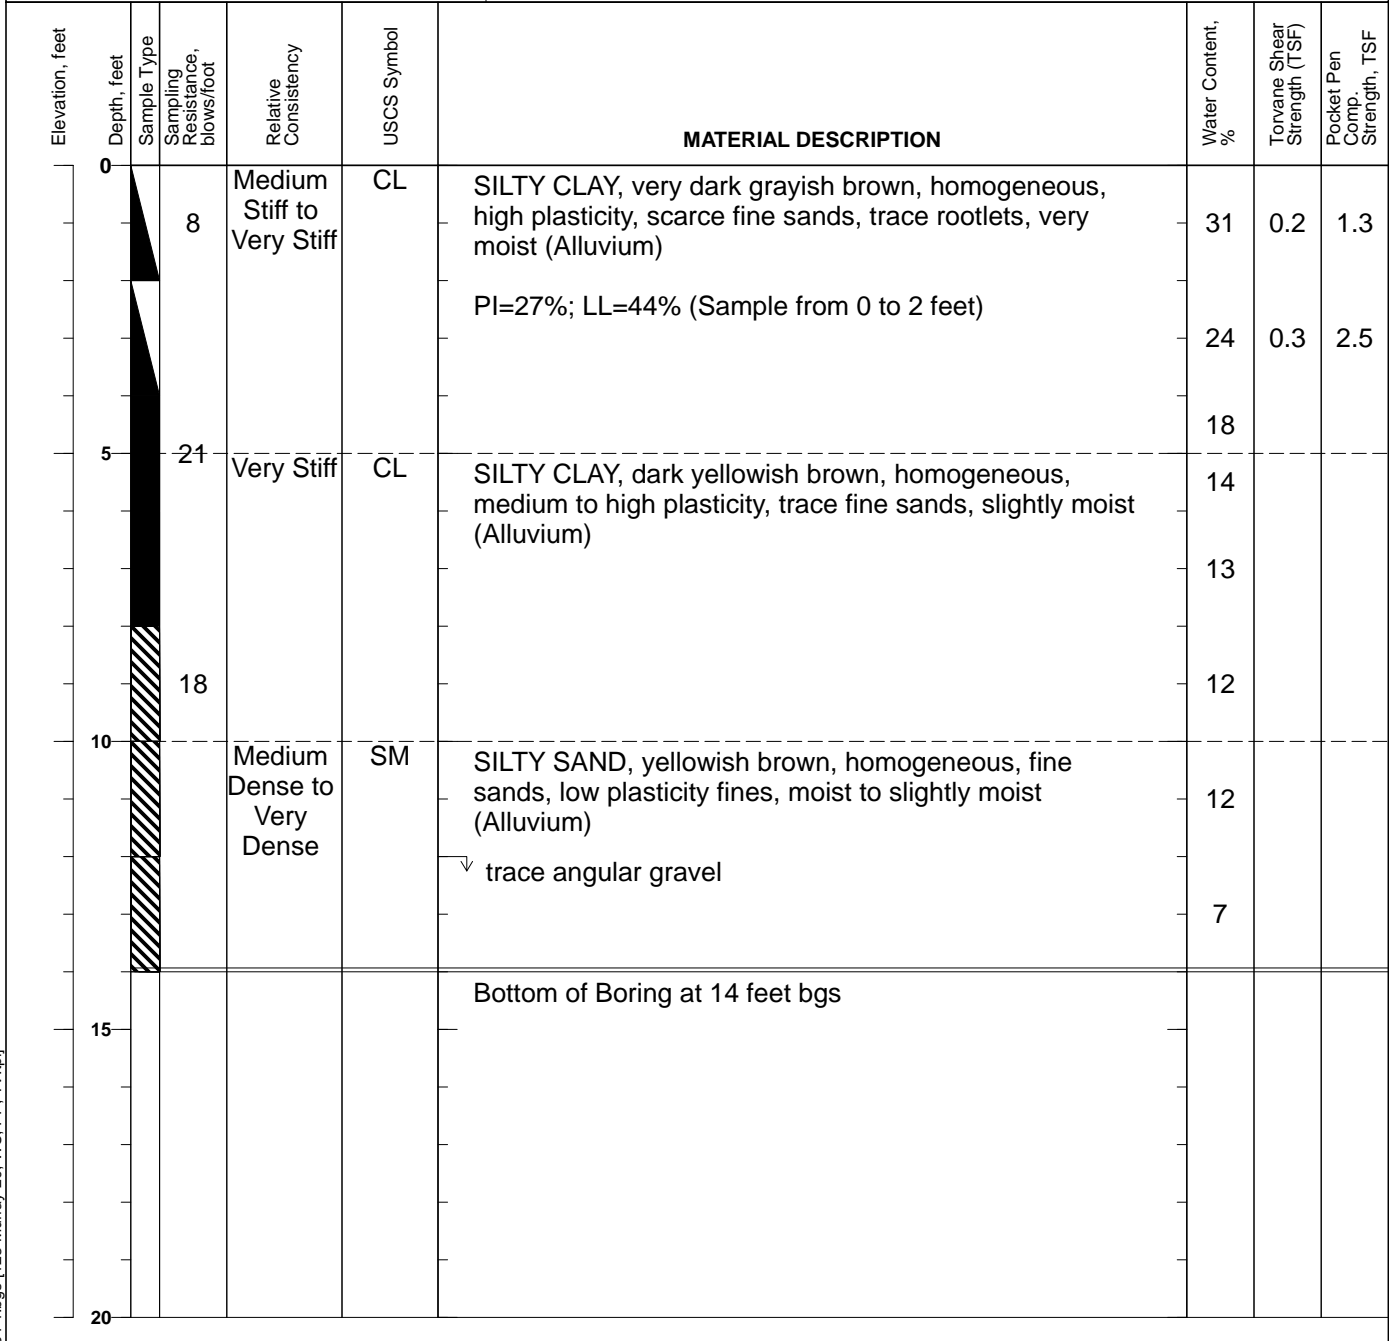 Elevation, feet
Depth, feet
Sample Type
Sampling
Resistance,
blows/foot
Relative
Consistency
USCS Symbol
MATERIAL DESCRIPTION
Water Content,
%
Torvane Shear
Strength (TSF)
Pocket Pen
Comp.
Strength, TSF
0
Medium
Stiff to
Very Stiff
CL
SILTY CLAY, very dark grayish brown, homogeneous,
high plasticity, scarce fine sands, trace rootlets, very
moist (Alluvium)
8
31 0.2 1.3
PI=27%; LL=44% (Sample from 0 to 2 feet)
24 0.3 2.5
18
5
21
Very Stiff
CL
SILTY CLAY, dark yellowish brown, homogeneous,
medium to high plasticity, trace fine sands, slightly moist
(Alluvium)
14
13
18
12
10
Medium
Dense to
Very
Dense
SM
SILTY SAND, yellowish brown, homogeneous, fine
sands, low plasticity fines, moist to slightly moist
(Alluvium)
12
trace angular gravel
7
Bottom of Boring at 14 feet bgs
15
20